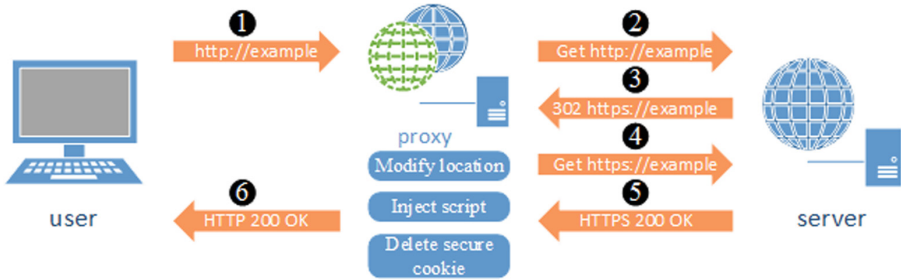 1
http://example
2
Get http://example
3
302 https://example
proxy
4
Modify location
Get https://example
6
5
user
HTTP 200 OK
Inject script
HTTPS 200 OK
server
Delete secure
cookie